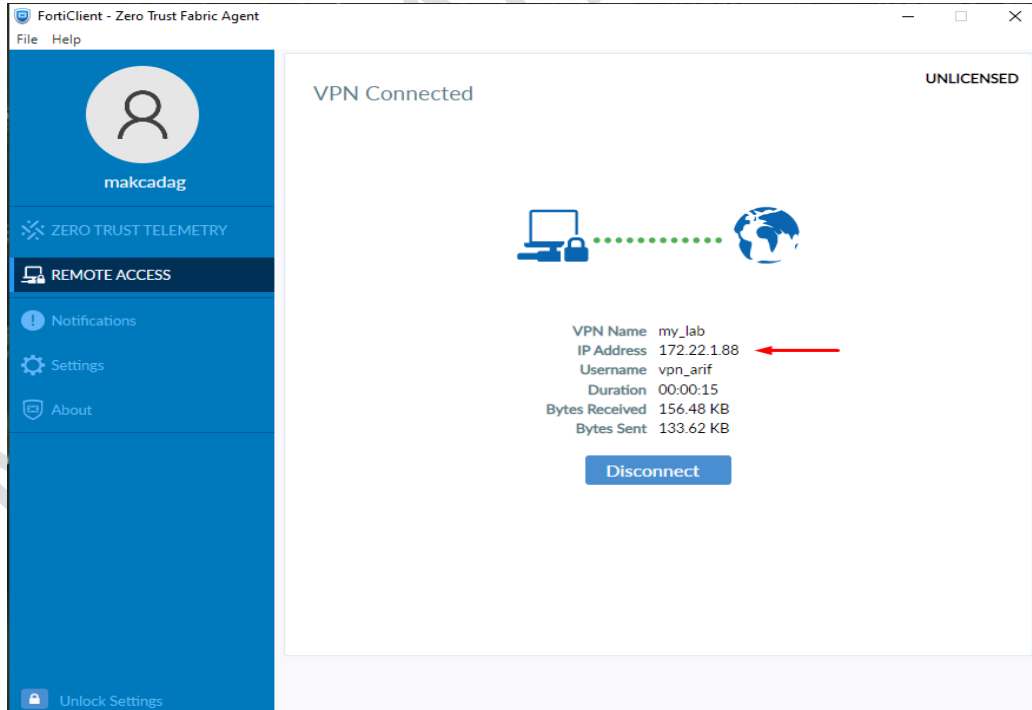 FortiClient - Zero Trust Fabric Agent
File Help
makcadag
ZERO TRUST TELEMETRY
REMOTE ACCESS
Notifications
Settings
About
Unlock Settings
UNLICENSED
VPN Connected
VPN Name my_lab
IP Address 172.22.1.88
Username vpn_arif
Duration 00:00:15
Bytes Received 156.48 KB
Bytes Sent 133.62 KB
Disconnect